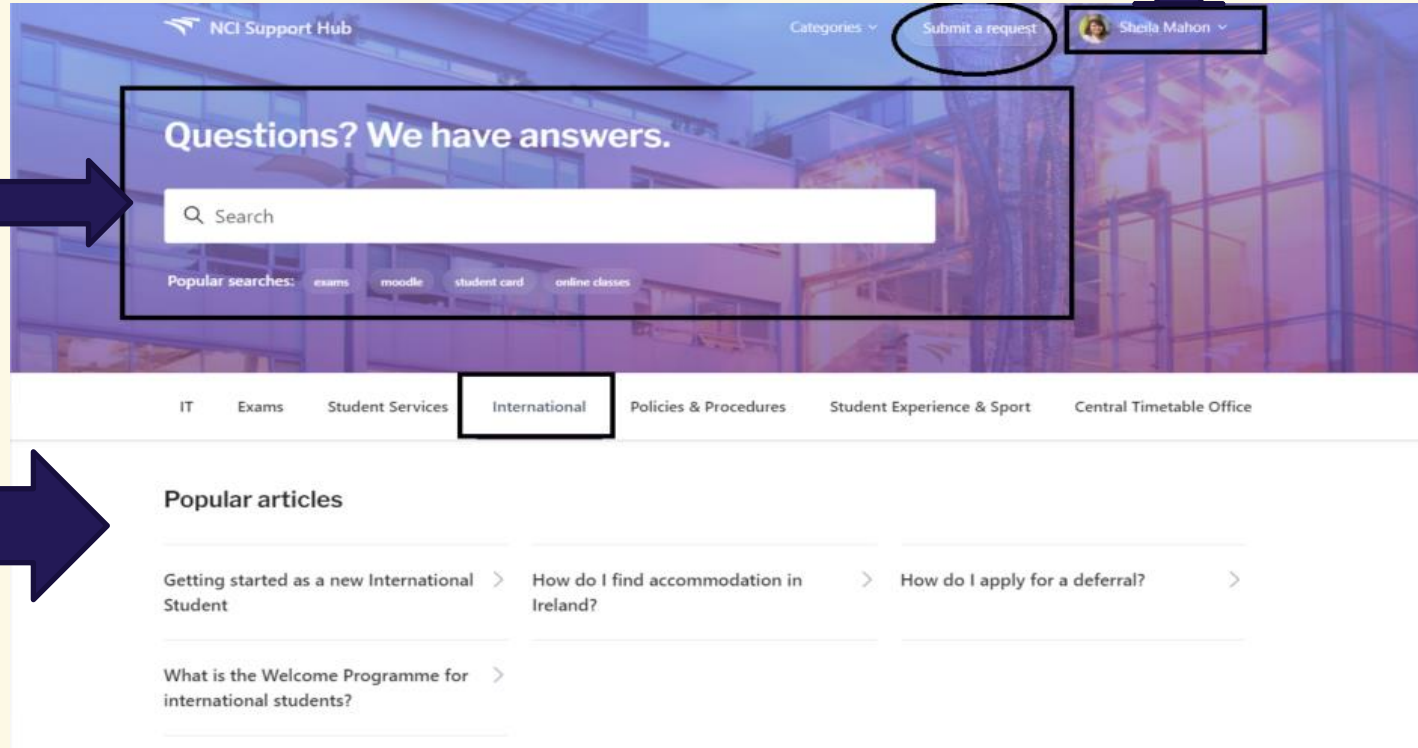 NCI Support Hub
Categories
Submit a request
Sheila Mahon
Questions? We have answers.
Search
Popular searches: exams moodle student card online classes
IT Exams Student Services International Policies & Procedures Student Experience & Sport Central Timetable Office
Popular articles
Getting started as a new International
Student
How do I find accommodation in
Ireland?
How do I apply for a deferral?
What is the Welcome Programme for
international students?